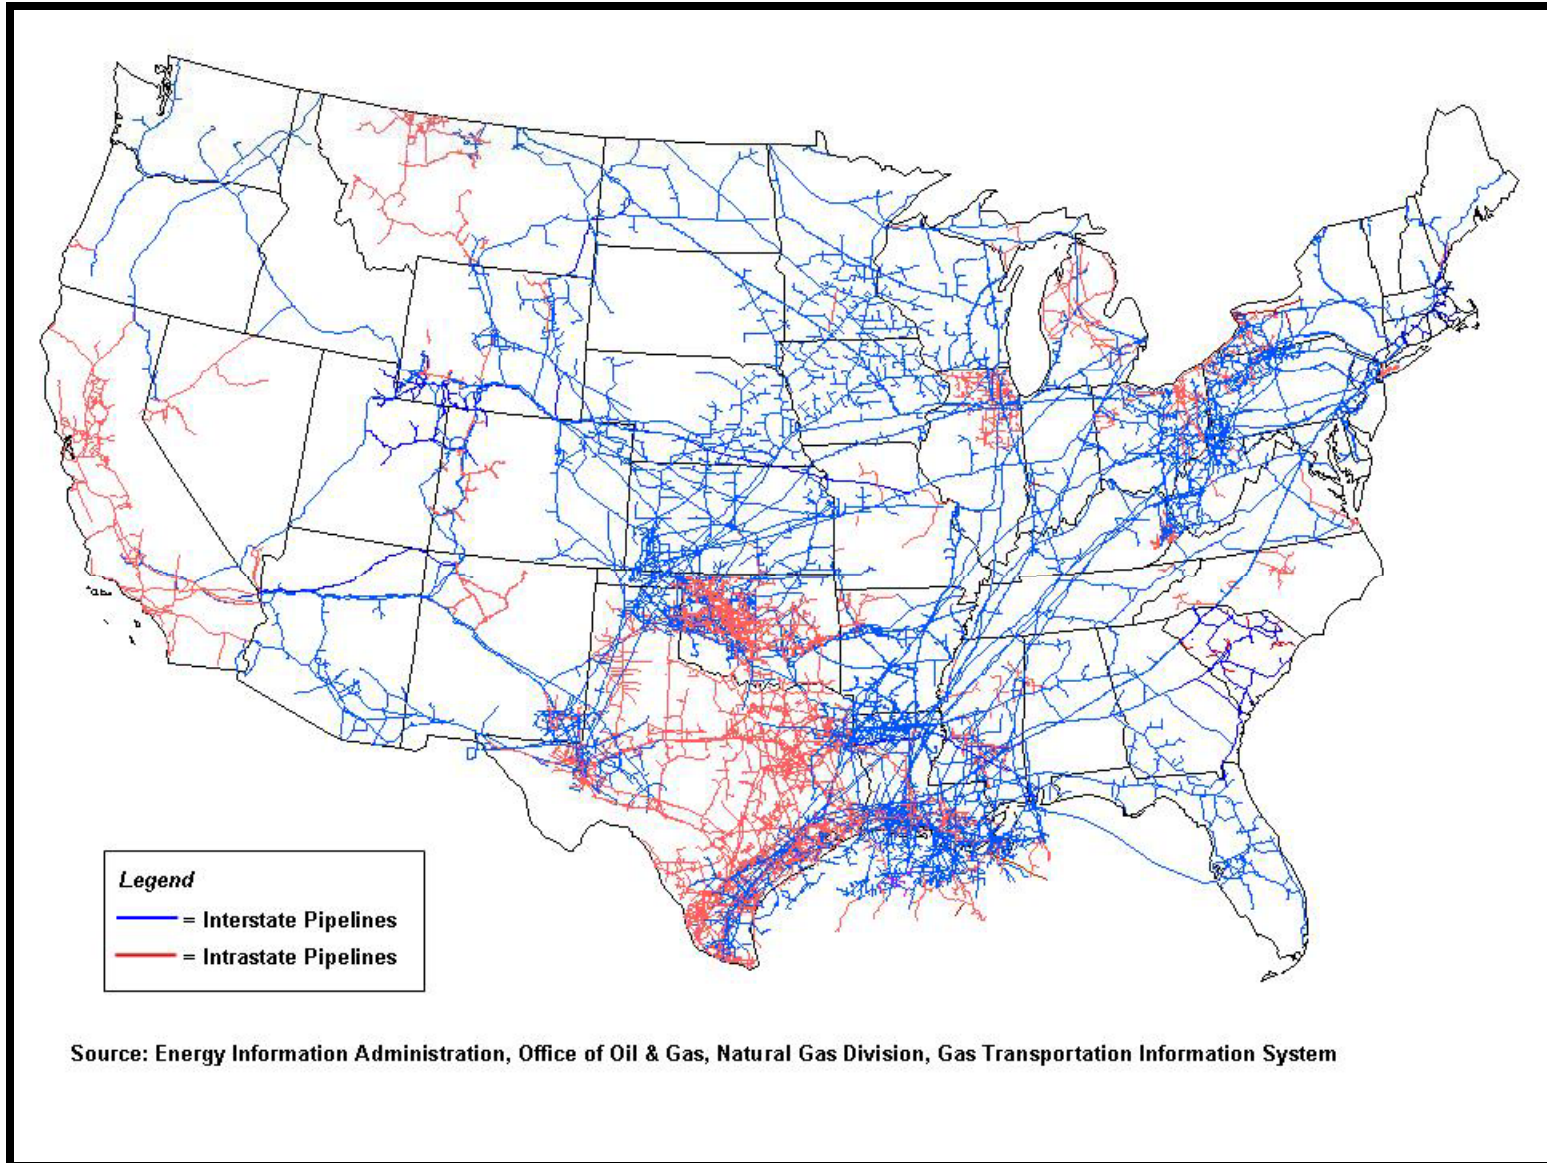 Legend
= Interstate Pipelines
= Intrastate Pipelines
Source: Energy Information Administration, Office of Oil & Gas, Natural Gas Division, Gas Transportation Information System